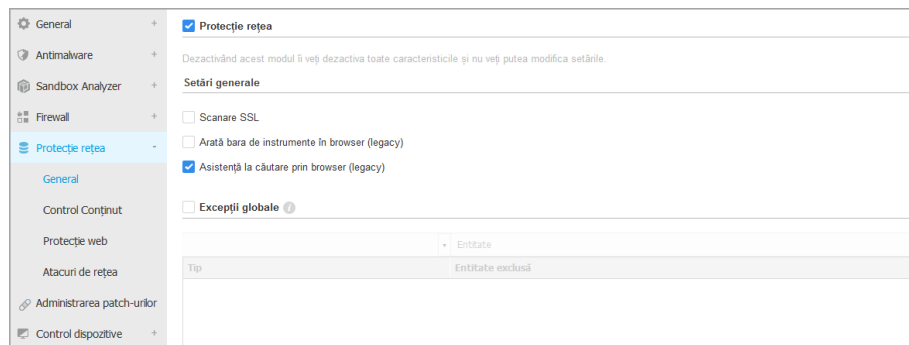 General +
Antimalware +
Sandbox Analyzer +
Firewall +
Protecție rețea -
General
Control Conținut
Protecție web
Atacuri de rețea
Administrarea patch-urilor
Control dispozitive +
Protecție rețea
Dezactivând acest modul îi veți dezactiva toate caracteristicile și nu veți putea modifica setările.
Setări generale
Scanare SSL
Arată bara de instrumente în browser (legacy)
Asistență la căutare prin browser (legacy)
Excepții globale i
Entitate
Tip Entitate exclusă